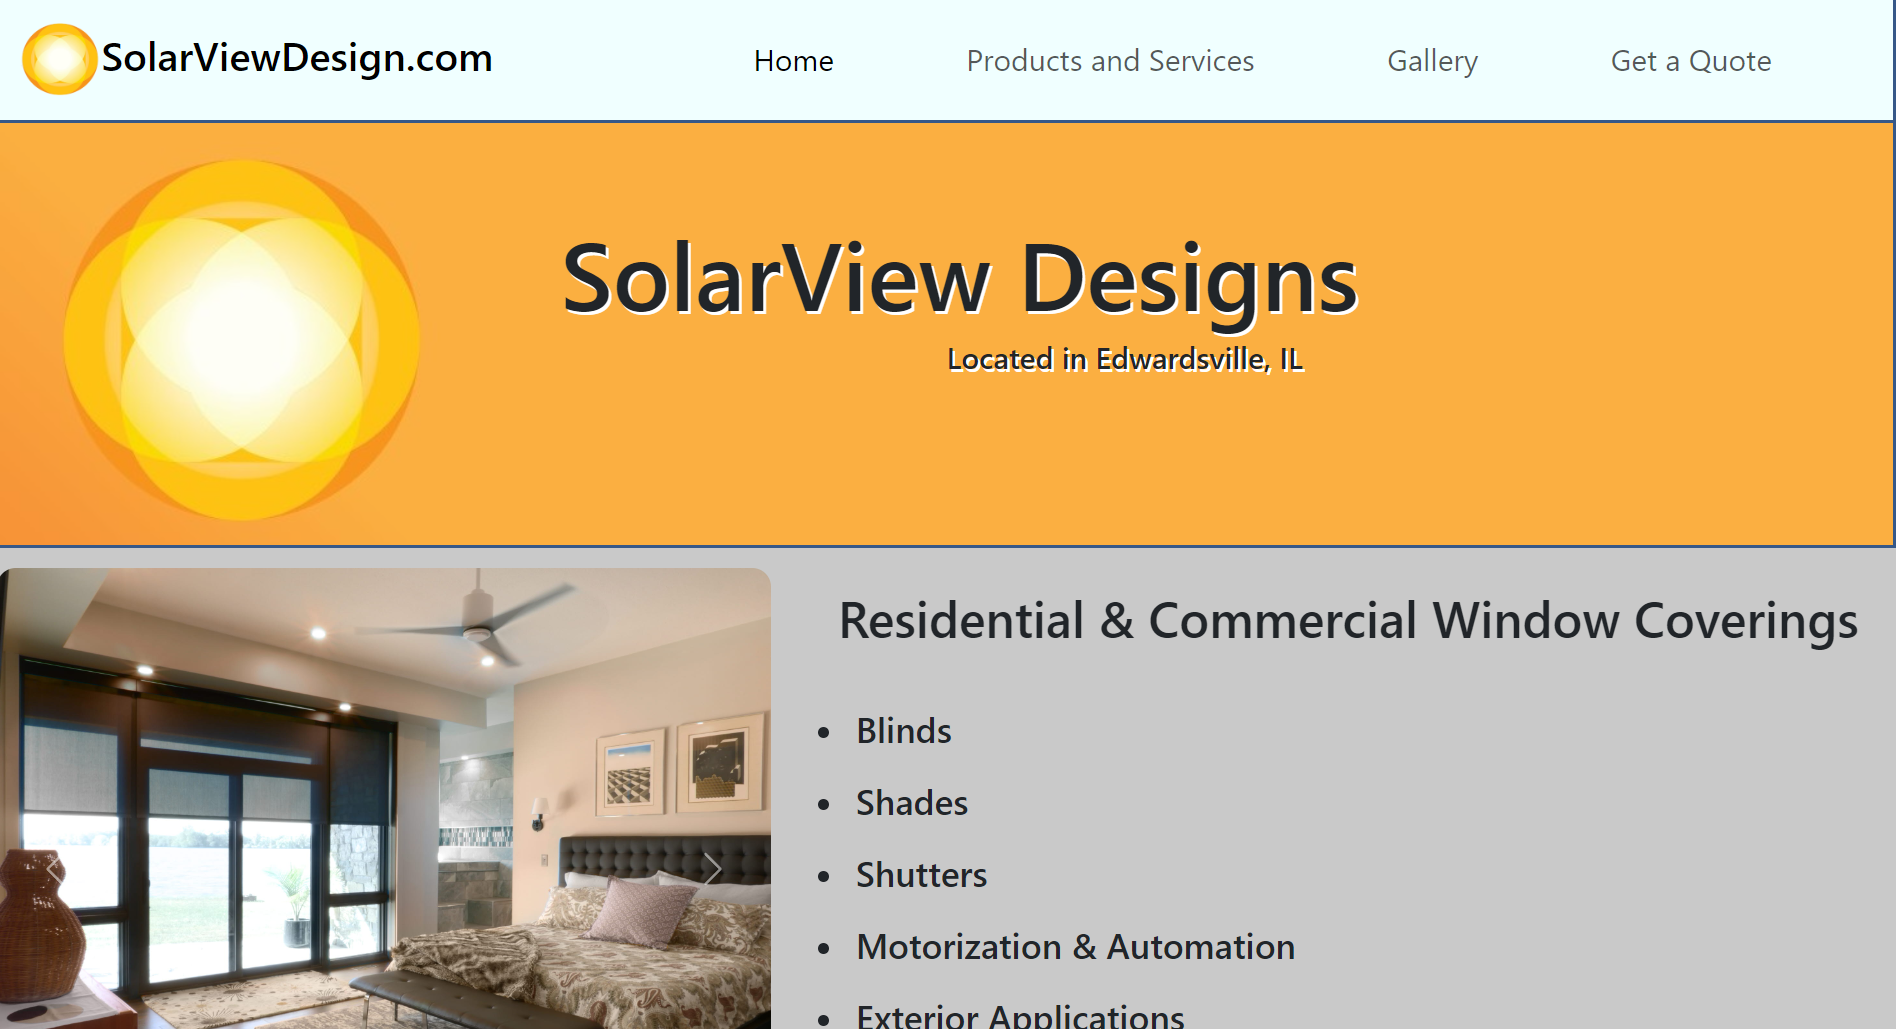 SolarViewDesign.com
Home
Products and Services
Gallery
Get a Quote
SolarView Designs
Located in Edwardsville, IL
Residential & Commercial Window Coverings
Blinds
Shades
Shutters
Motorization & Automation
Exterior Applications